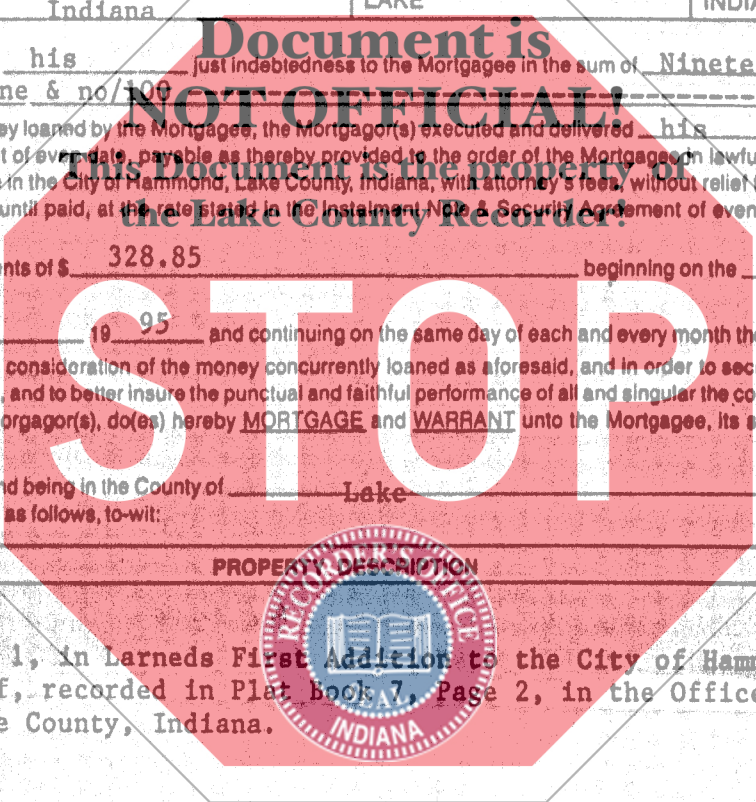 Indiana LAKE INDIA
Document is
his just indebtedness to the Mortgagee in the sum of Ninete
ne & no/100
NOT OFFICIAL!
ey loaned by the Mortgagee, the Mortgagor(s) executed and delivered his
t of even date, payable as thereby provided to the order of the Mortgagee in lawfu
This Document is the property of
e in the City of Hammond, Lake County, Indiana, with attorney's fees, without relief
until paid, at the rate stated in the Instalment Note & Security Agreement of even
the Lake County Recorder!
nts of $ 328.85 beginning on the
STOP
19 95 and continuing on the same day of each and every month the
consideration of the money concurrently loaned as aforesaid, and in order to sec
, and to better insure the punctual and faithful performance of all and singular the co
orgagor(s), do(es) hereby MORTGAGE and WARRANT unto the Mortgagee, its s
nd being in the County of Lake
as follows, to-wit:
PROPERTY DESCRIPTION
RECORDER'S OFFICE
SEAL
INDIANA
1, in Larneds First Addition to the City of Hamm
f, recorded in Plat Book 7, Page 2, in the Office
e County, Indiana.